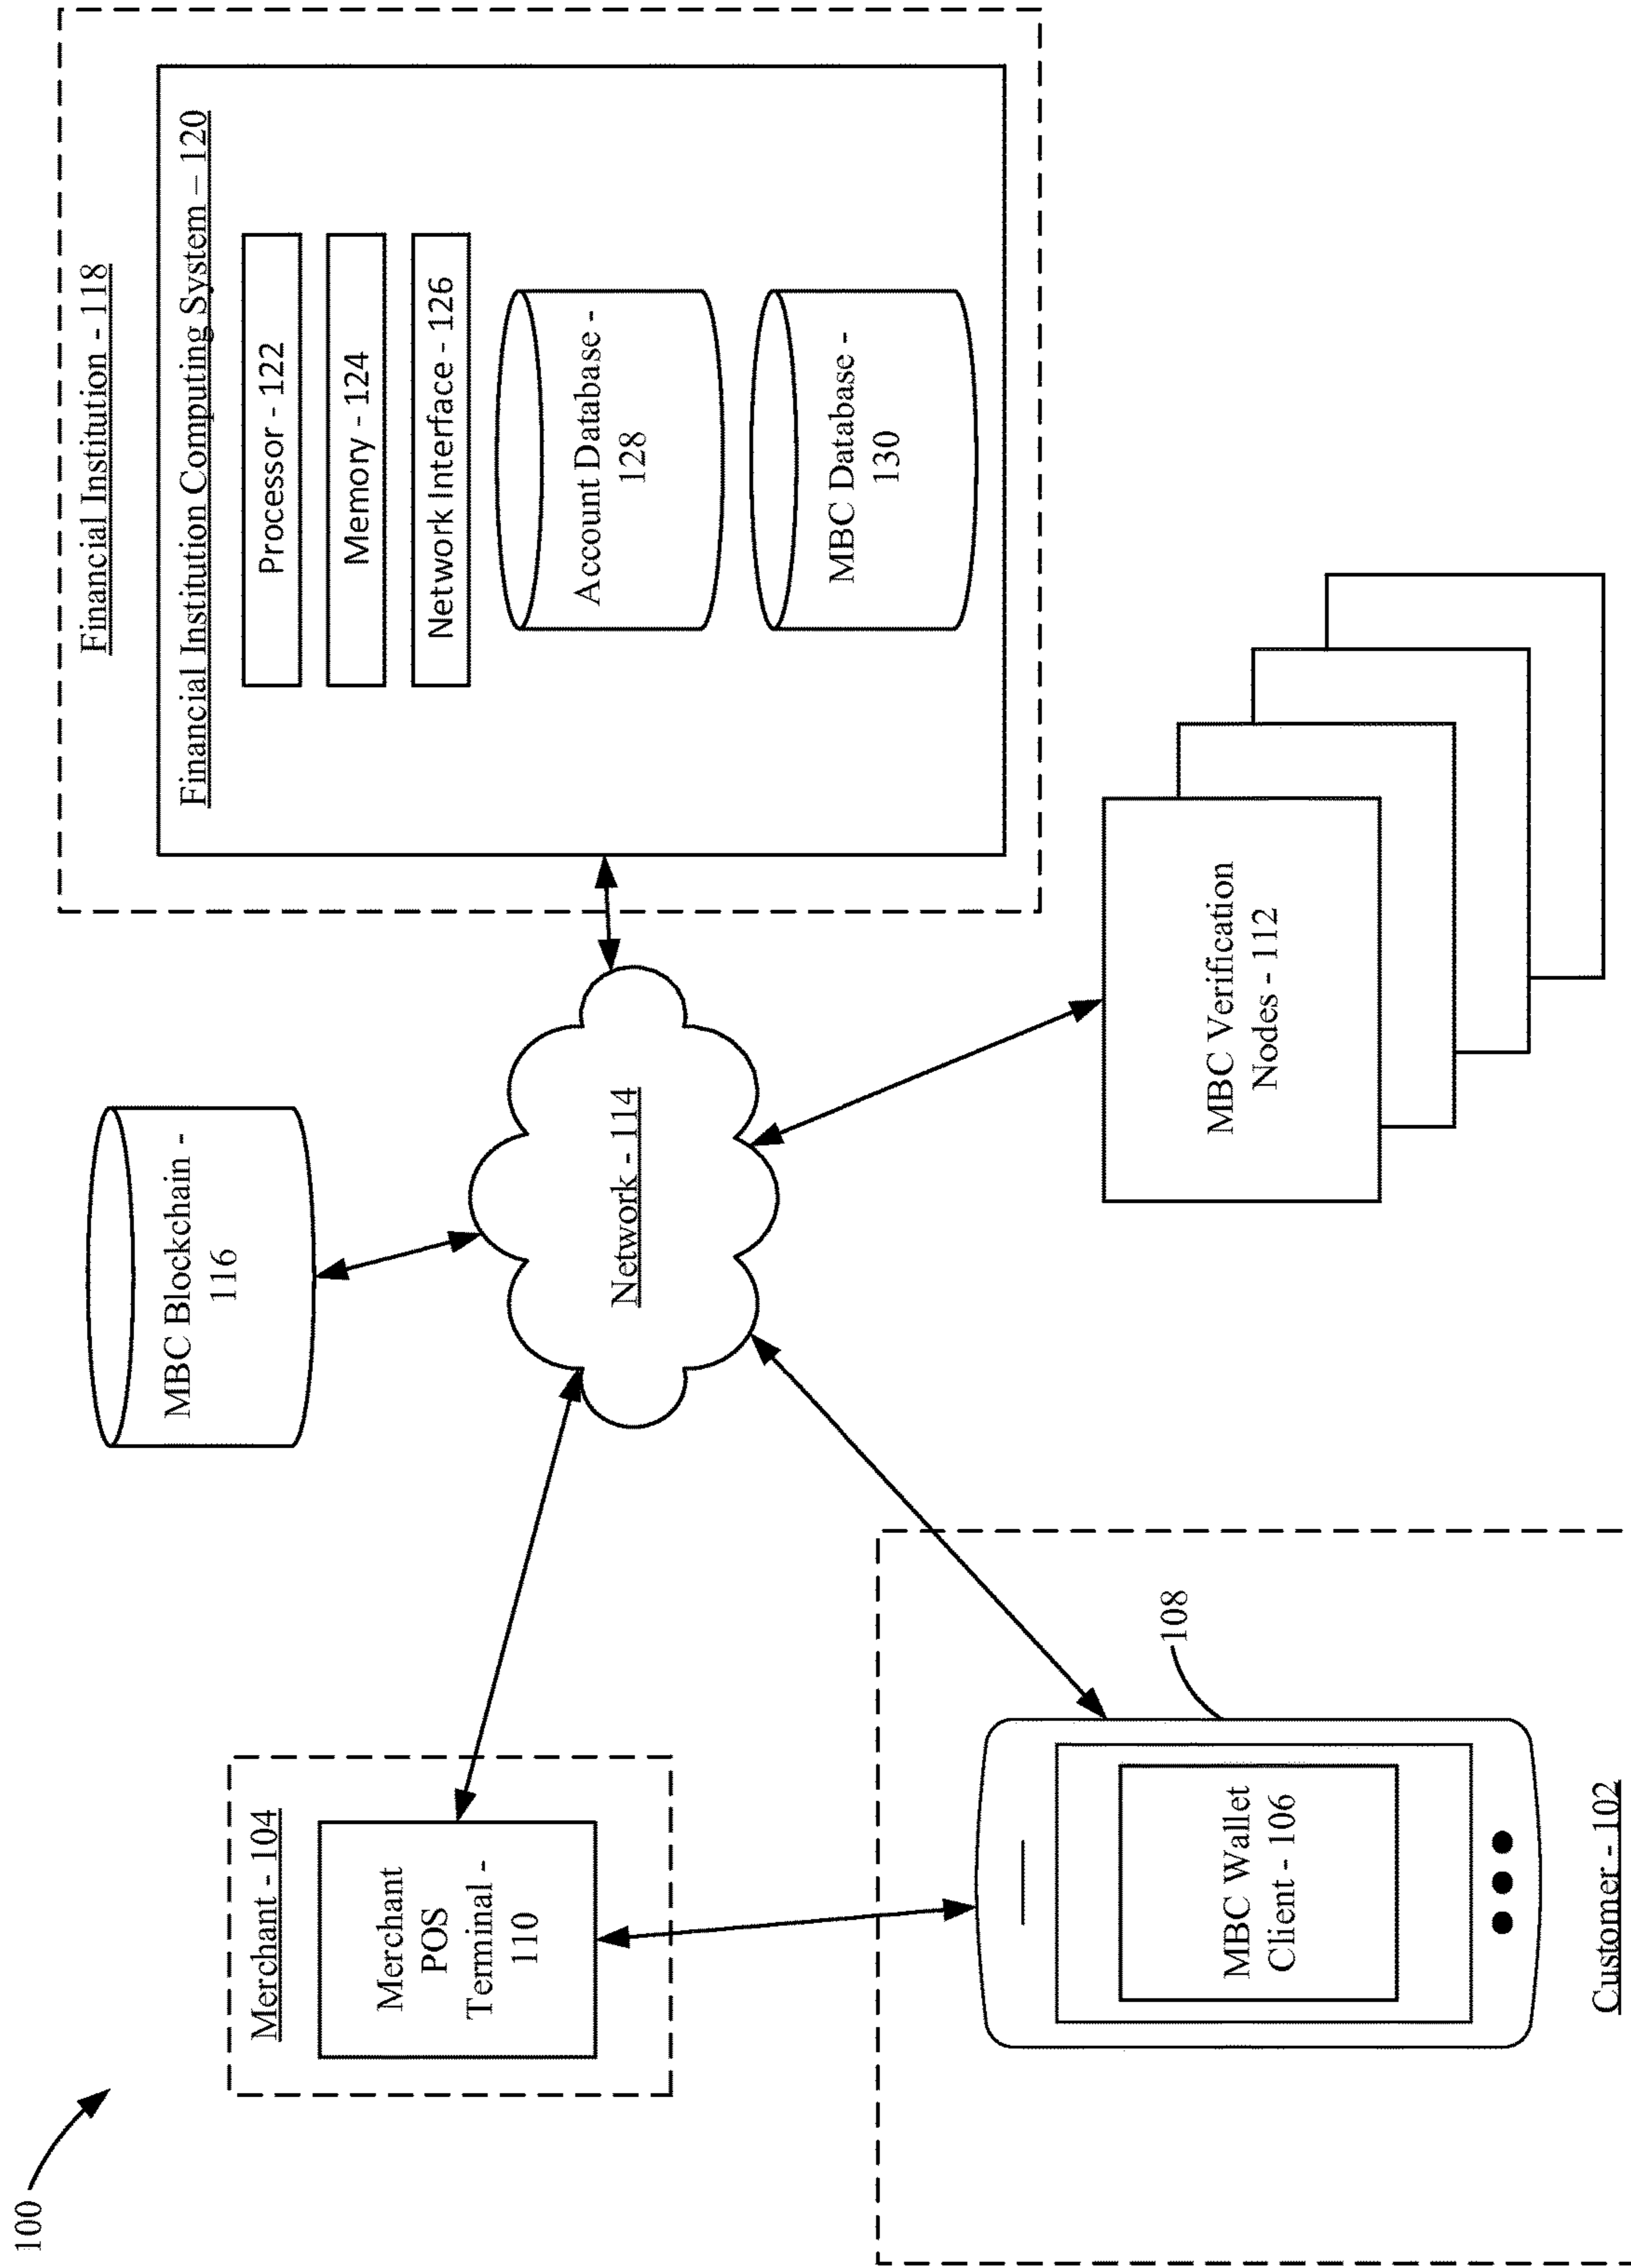 100
Merchant - 104
Merchant
POS
Terminal -
110
MBC Blockchain -
116
Network - 114
Financial Institution - 118
Financial Institution Computing System – 120
Processor - 122
Memory - 124
Network Interface - 126
Account Database -
128
MBC Database -
130
108
MBC Wallet
Client - 106
Customer - 102
MBC Verification
Nodes - 112